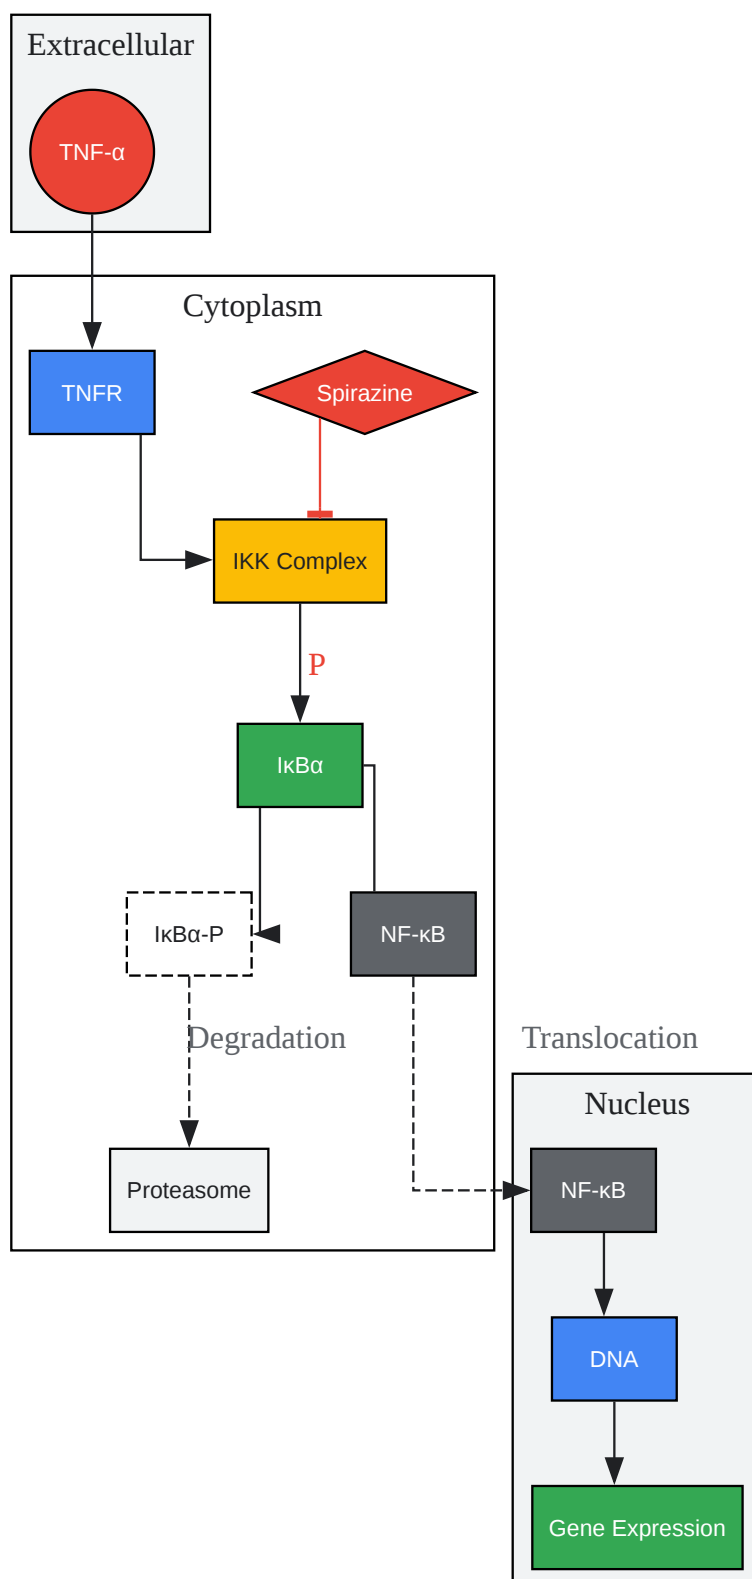 Extracellular
TNF-α
Cytoplasm
TNFR
Spirazine
IKK Complex
P
IκBα
IκBα-P
NF-κB
Degradation
Translocation
Nucleus
Proteasome
NF-κB
DNA
Gene Expression